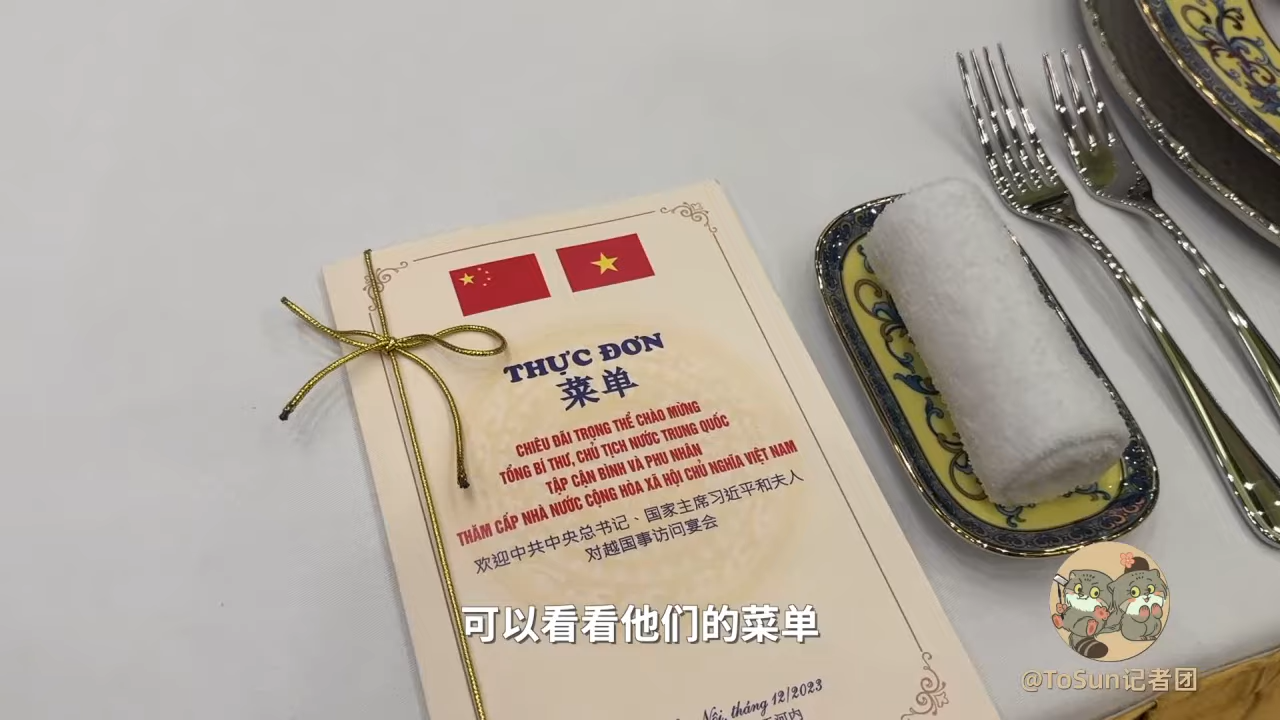 THỰC ĐƠN
菜单
CHIÊU ĐÃI TRỌNG THỂ CHÀO MỪNG
TỔNG BÍ THƯ, CHỦ TỊCH NƯỚC TRUNG QUỐC
TẬP CẬN BÌNH VÀ PHU NHÂN
THĂM CẤP NHÀ NƯỚC CỘNG HÒA XÃ HỘI CHỦ NGHĨA VIỆT NAM
欢迎中共中央总书记、国家主席习近平和夫人
对越国事访问宴会
可以看看他们的菜单
Nội, tháng 12/2023
河内
@ToSun记者团